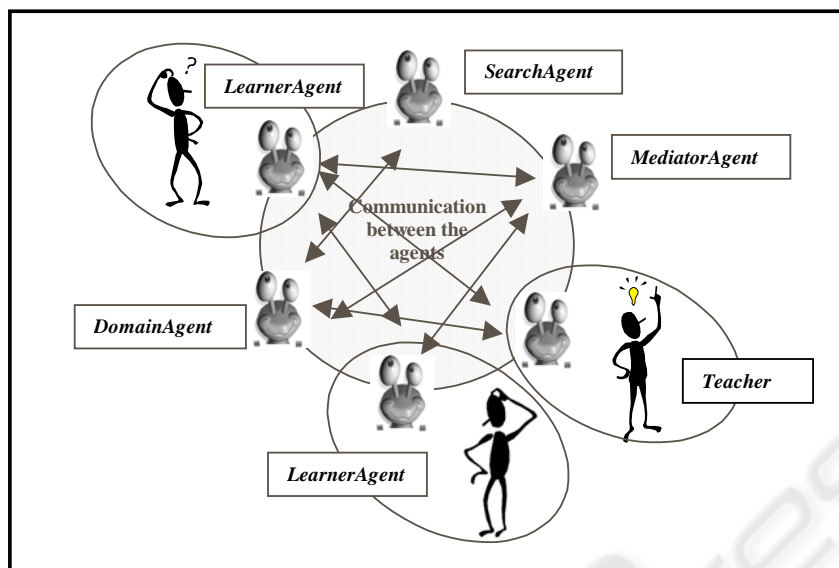 ?
LearnerAgent
SearchAgent
MediatorAgent
Communication
between the
agents
DomainAgent
Teacher
LearnerAgent